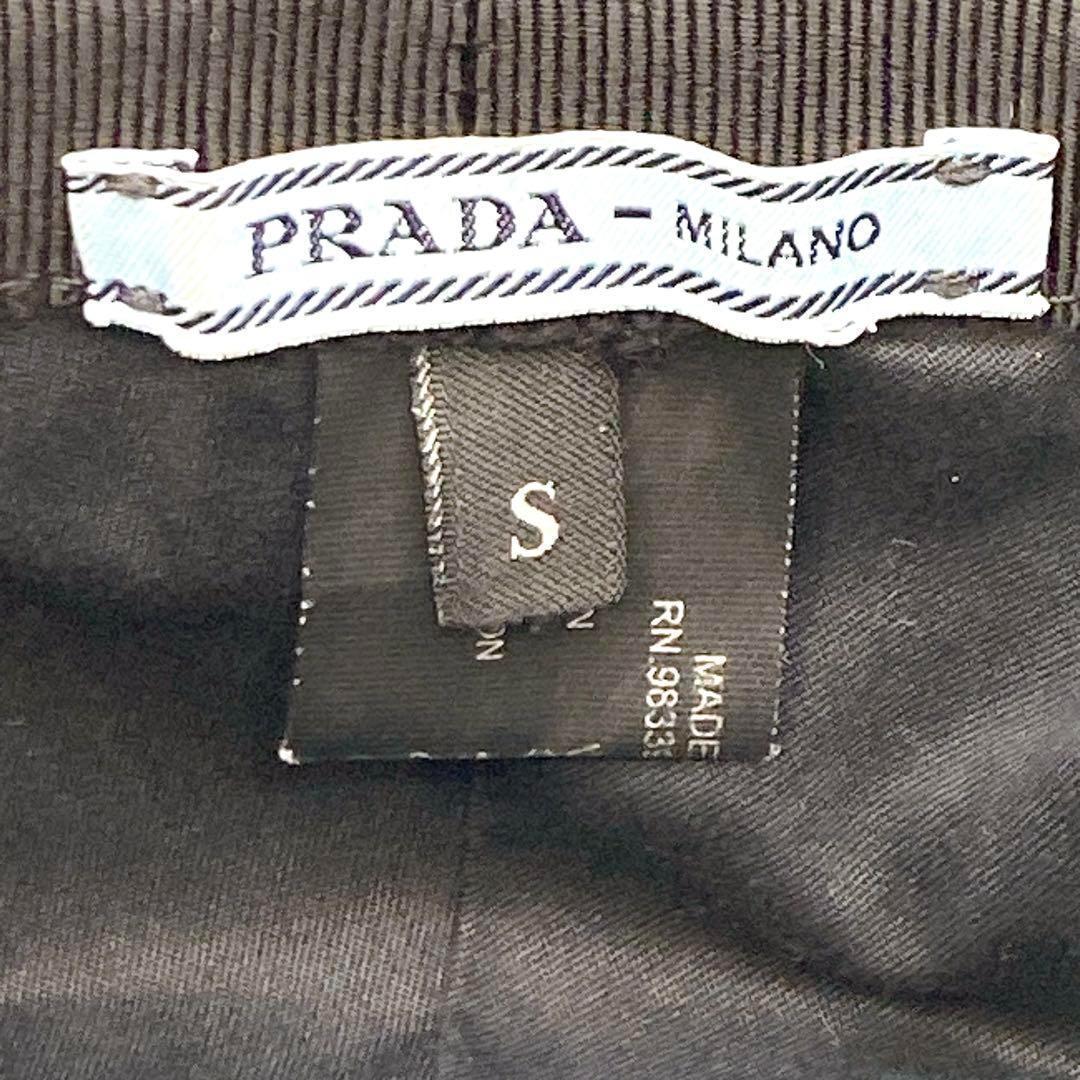 PRADA - MILANO
S
MADE
RN.9833